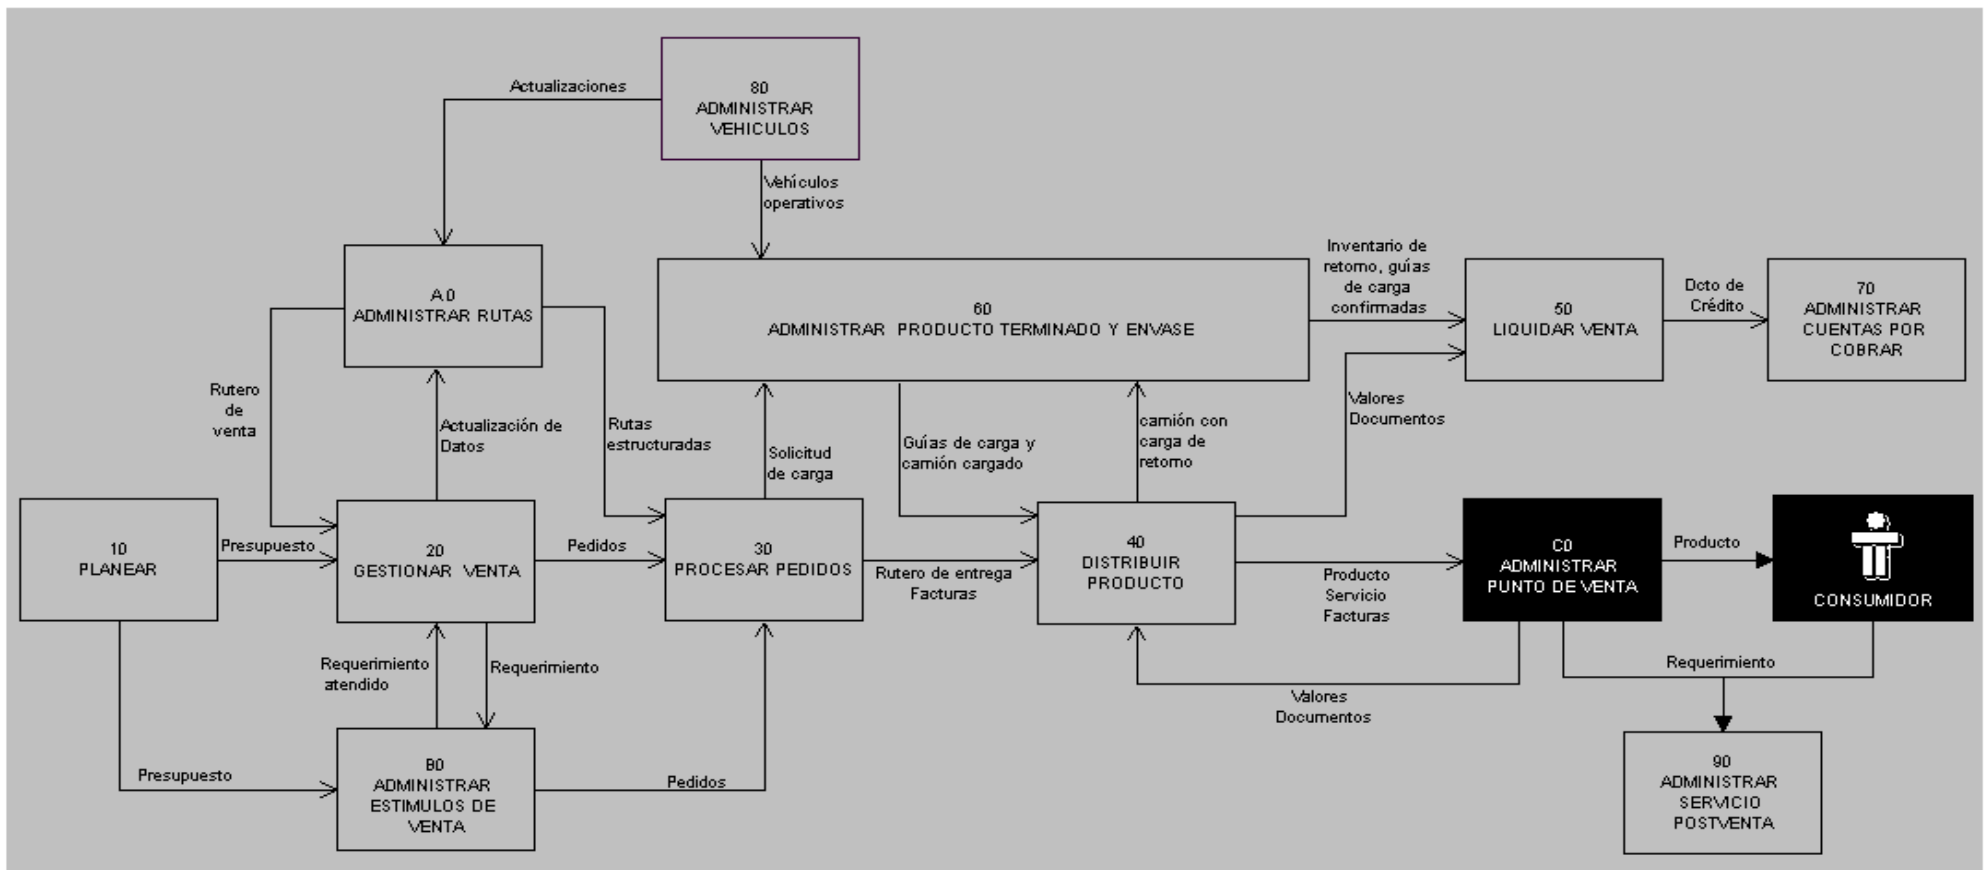 80
ADMINISTRAR
VEHICULOS
Actualizaciones
Vehículos
operativos
A0
ADMINISTRAR RUTAS
60
ADMINISTRAR PRODUCTO TERMINADO Y ENVASE
Inventario de
retorno, guías
de carga
confirmadas
50
LIQUIDAR VENTA
Dcto de
Crédito
70
ADMINISTRAR
CUENTAS POR
COBRAR
Rutero
de
venta
Actualización de
Datos
Rutas
estructuradas
Solicitud
de carga
Guías de carga y
camión cargado
camión con
carga de
retorno
Valores
Documentos
10
PLANEAR
Presupuesto
20
GESTIONAR VENTA
Pedidos
30
PROCESAR PEDIDOS
Rutero de entrega
Facturas
40
DISTRIBUIR
PRODUCTO
Producto
Servicio
Facturas
C0
ADMINISTRAR
PUNTO DE VENTA
Producto
CONSUMIDOR
Requerimiento
atendido
Requerimiento
Valores
Documentos
Requerimiento
Presupuesto
B0
ADMINISTRAR
ESTIMULOS DE
VENTA
Pedidos
90
ADMINISTRAR
SERVICIO
POSTVENTA